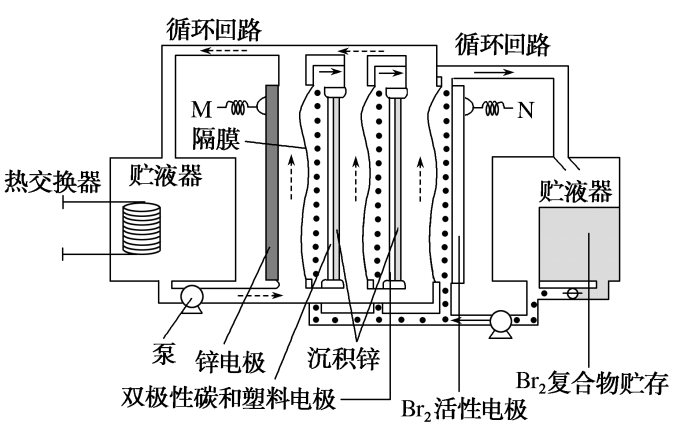 循环回路
循环回路
M
N
隔膜
热交换器
贮液器
贮液器
泵
锌电极
沉积锌
双极性碳和塑料电极
Br₂活性电极
Br₂复合物贮存